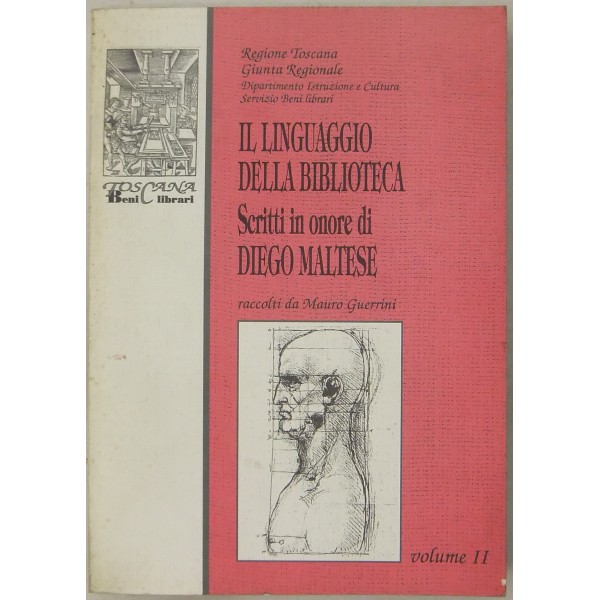 Regione Toscana
Giunta Regionale
Dipartimento Istruzione e Cultura
Servizio Beni librari
IL LINGUAGGIO
DELLA BIBLIOTECA
Scritti in onore di
DIEGO MALTESE
raccolti da Mauro Guerrini
TOSCANA
Beni librari
volume II